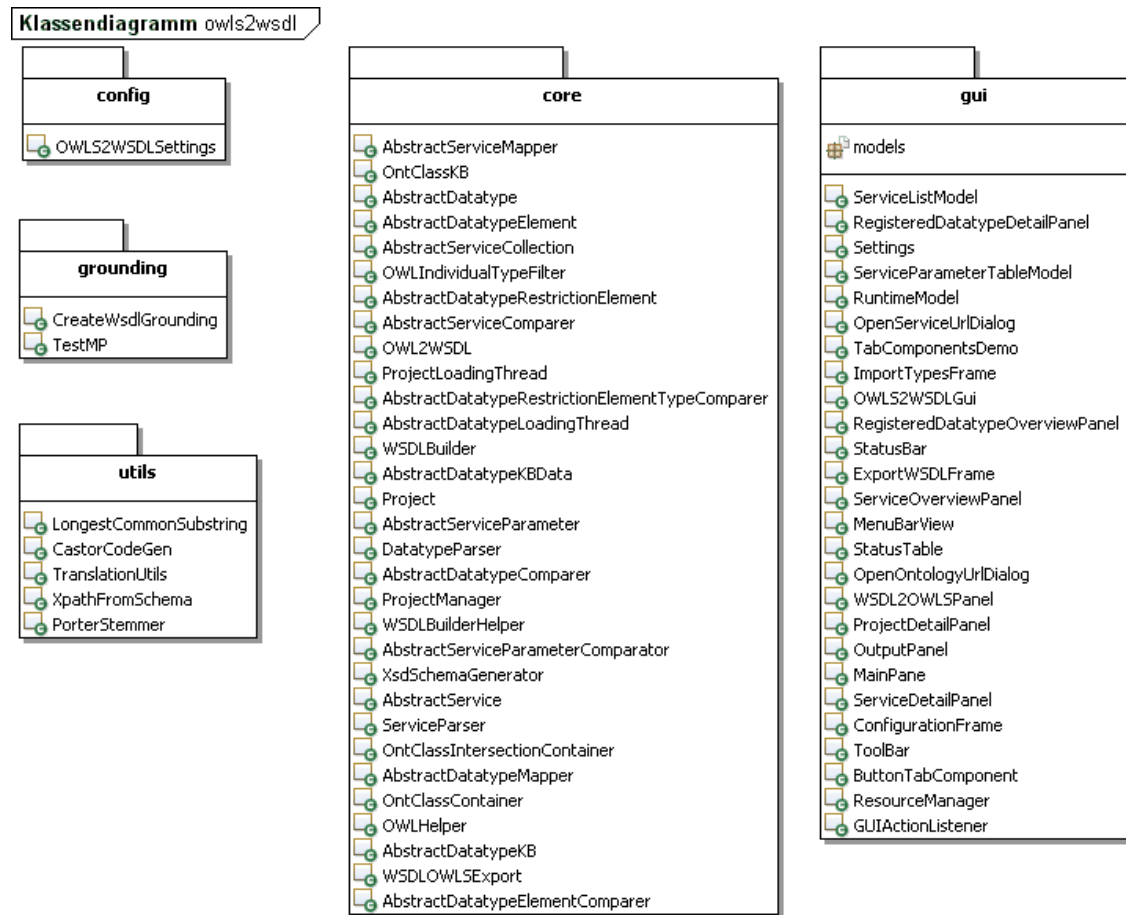 Klassendiagramm owls2wsdl
config
OWLS2WSDLSettings
grounding
CreateWsdlGrounding
TestMP
utils
LongestCommonSubstring
CastorCodeGen
TranslationUtils
XpathFromSchema
PorterStemmer
core
AbstractServiceMapper
OntClassKB
AbstractDatatype
AbstractDatatypeElement
AbstractServiceCollection
OWLIndividualTypeFilter
AbstractDatatypeRestrictionElement
AbstractServiceComparer
OWL2WSDL
ProjectLoadingThread
AbstractDatatypeRestrictionElementTypeComparer
AbstractDatatypeLoadingThread
WSDLBuilder
AbstractDatatypeKBData
Project
AbstractServiceParameter
DatatypeParser
AbstractDatatypeComparer
ProjectManager
WSDLBuilderHelper
AbstractServiceParameterComparator
XsdSchemaGenerator
AbstractService
ServiceParser
OntClassIntersectionContainer
AbstractDatatypeMapper
OntClassContainer
OWLHelper
AbstractDatatypeKB
WSDLOWLSExport
AbstractDatatypeElementComparer
gui
models
ServiceListModel
RegisteredDatatypeDetailPanel
Settings
ServiceParameterTableModel
RuntimeModel
OpenServiceUrlDialog
TabComponentsDemo
ImportTypesFrame
OWLS2WSDLGui
RegisteredDatatypeOverviewPanel
StatusBar
ExportWSDLFrame
ServiceOverviewPanel
MenuBarView
StatusTable
OpenOntologyUrlDialog
WSDL2OWLSPanel
ProjectDetailPanel
OutputPanel
MainPane
ServiceDetailPanel
ConfigurationFrame
ToolBar
ButtonTabComponent
ResourceManager
GUIActionListener